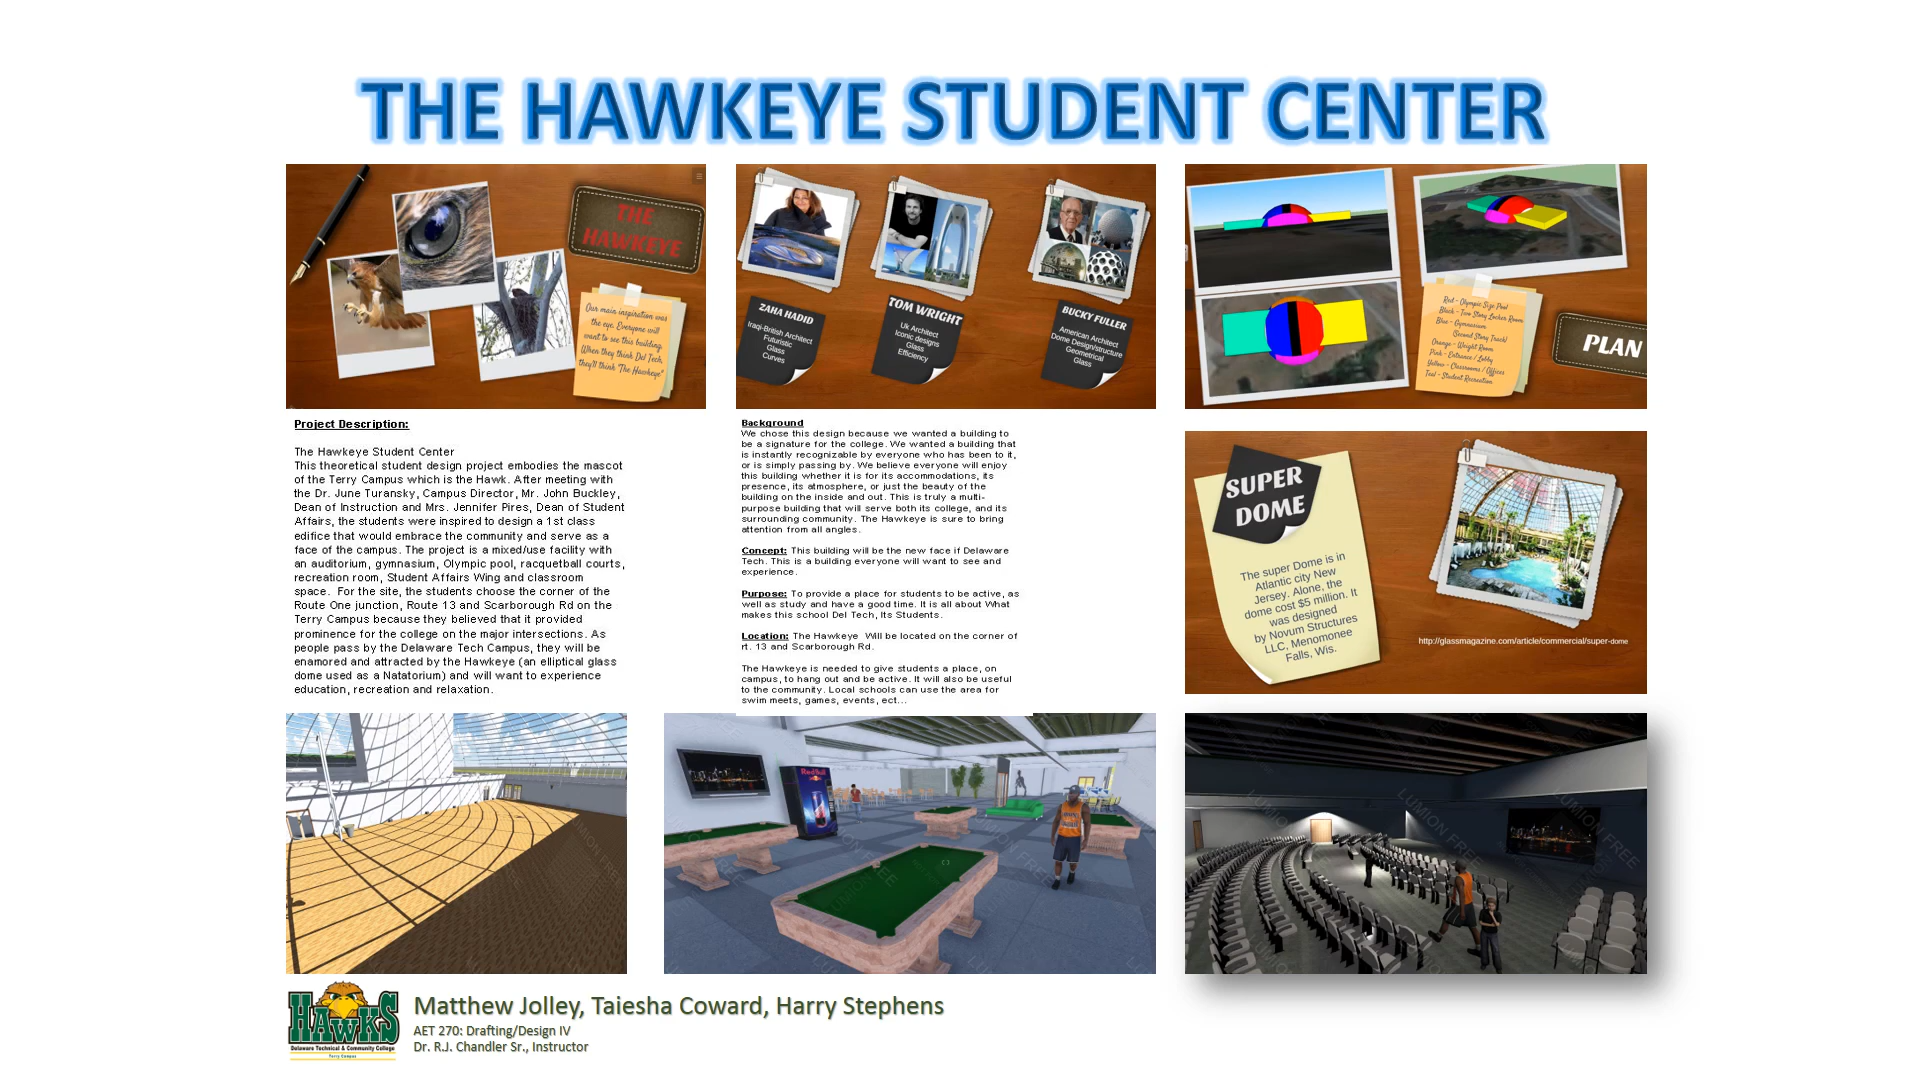 THE HAWKEYE STUDENT CENTER
THE
HAWKEYE
Our main inspiration was
the eye. Everyone will
want to see this building.
When they think Del Tech,
they'll think "The Hawkeye"
ZAHA HADID
Iraqi-British Architect
Futuristic
Glass
Curves
TOM WRIGHT
Uk Architect
Iconic designs
Glass
Efficiency
BUCKY FULLER
American Architect
Dome Design/structure
Geometrical
Glass
Red - Olympic Size Pool
Black - Two Story Locker Room
Blue - Gymnasium
(Second Story Track)
Orange - Weight Room
Pink - Entrance / Lobby
Yellow - Classrooms / Offices
Teal - Student Recreation
PLAN
Project Description:
The Hawkeye Student Center
This theoretical student design project embodies the mascot
of the Terry Campus which is the Hawk. After meeting with
the Dr. June Turansky, Campus Director, Mr. John Buckley,
Dean of Instruction and Mrs. Jennifer Pires, Dean of Student
Affairs, the students were inspired to design a 1st class
edifice that would embrace the community and serve as a
face of the campus. The project is a mixed/use facility with
an auditorium, gymnasium, Olympic pool, racquetball courts,
recreation room, Student Affairs Wing and classroom
space.  For the site, the students choose the corner of the
Route One junction, Route 13 and Scarborough Rd on the
Terry Campus because they believed that it provided
prominence for the college on the major intersections. As
people pass by the Delaware Tech Campus, they will be
enamored and attracted by the Hawkeye (an elliptical glass
dome used as a Natatorium) and will want to experience
education, recreation and relaxation.
Background
We chose this design because we wanted a building to
be a signature for the college. We wanted a building that
is instantly recognizable by everyone who has been to it,
or is simply passing by. We believe everyone will enjoy
this building whether it is for its accommodations, its
presence, its atmosphere, or just the beauty of the
building on the inside and out. This is truly a multi-
purpose building that will serve both its college, and its
surrounding community. The Hawkeye is sure to bring
attention from all angles.
Concept: This building will be the new face if Delaware
Tech. This is a building everyone will want to see and
experience.
Purpose: To provide a place for students to be active, as
well as study and have a good time. It is all about What
makes this school Del Tech, Its Students.
Location: The Hawkeye  Will be located on the corner of
rt. 13 and Scarborough Rd.
The Hawkeye is needed to give students a place, on
campus, to hang out and be active. It will also be useful
to the community. Local schools can use the area for
swim meets, games, events, ect...
SUPER
DOME
The super Dome is in
Atlantic city New
Jersey. Alone, the
dome cost $5 million. It
was designed
by Novum Structures
LLC, Menomonee
Falls, Wis.
http://glassmagazine.com/article/commercial/super-dome
Red Bull
LUMION FREE
LUMION FREE
LUMION FREE
LUMION FREE
HAWKS
Delaware Technical & Community College
Terry Campus
Matthew Jolley, Taiesha Coward, Harry Stephens
AET 270: Drafting/Design IV
Dr. R.J. Chandler Sr., Instructor